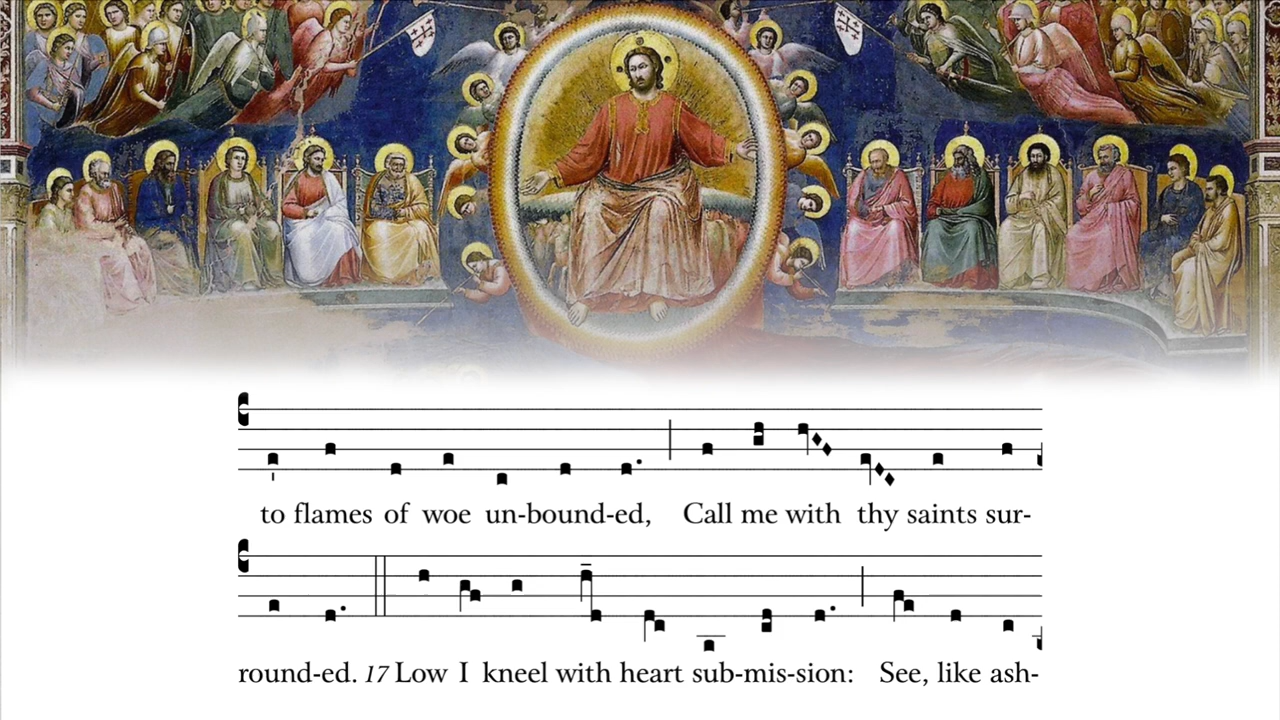 to flames of woe un-bound-ed, Call me with thy saints sur-
round-ed. 17 Low I kneel with heart sub-mis-sion: See, like ash-